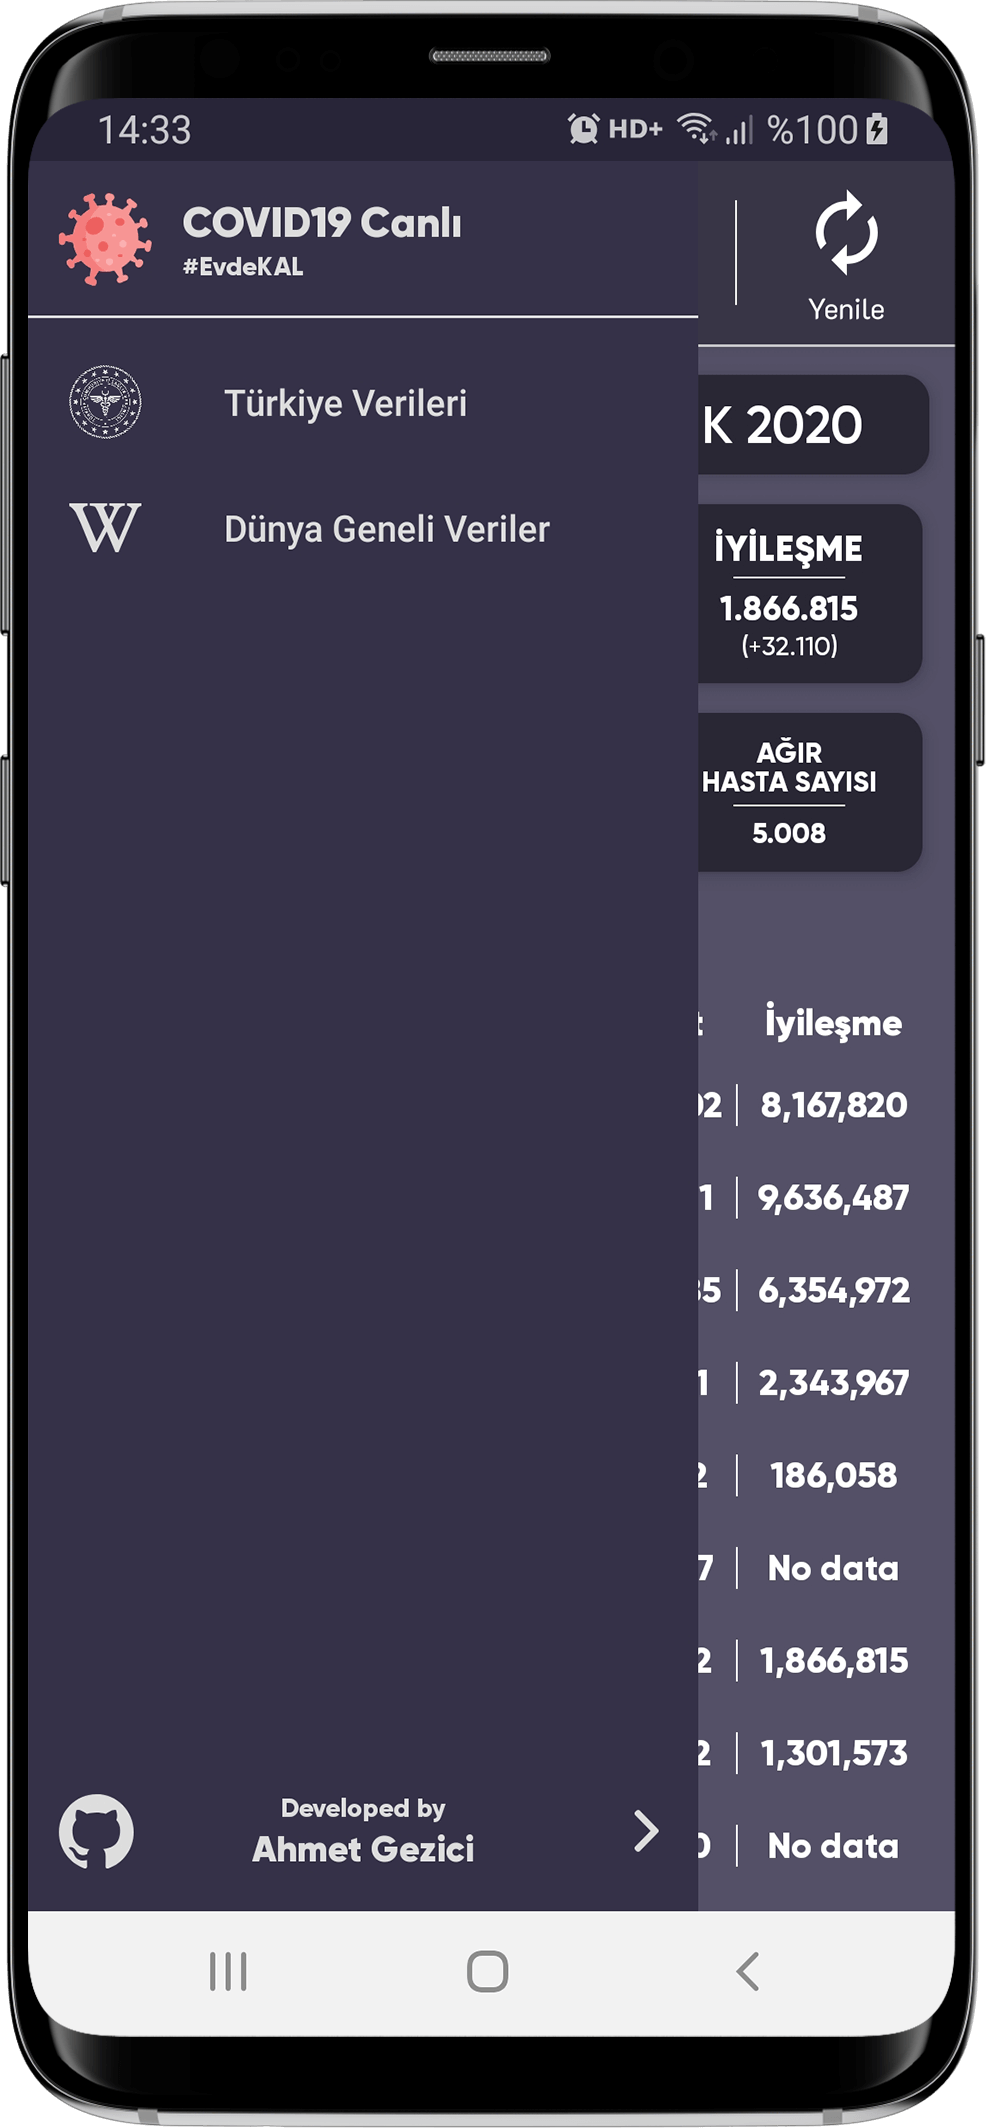 14:33
HD+
%100
COVID19 Canlı
#EvdeKAL
Yenile
Türkiye Verileri
K 2020
Dünya Geneli Veriler
İYİLEŞME
1.866.815
(+32.110)
AĞIR
HASTA SAYISI
5.008
İyileşme
02 8,167,820
1 9,636,487
35 6,354,972
1 2,343,967
2 186,058
7 No data
2 1,866,815
2 1,301,573
0 No data
Developed by
Ahmet Gezici